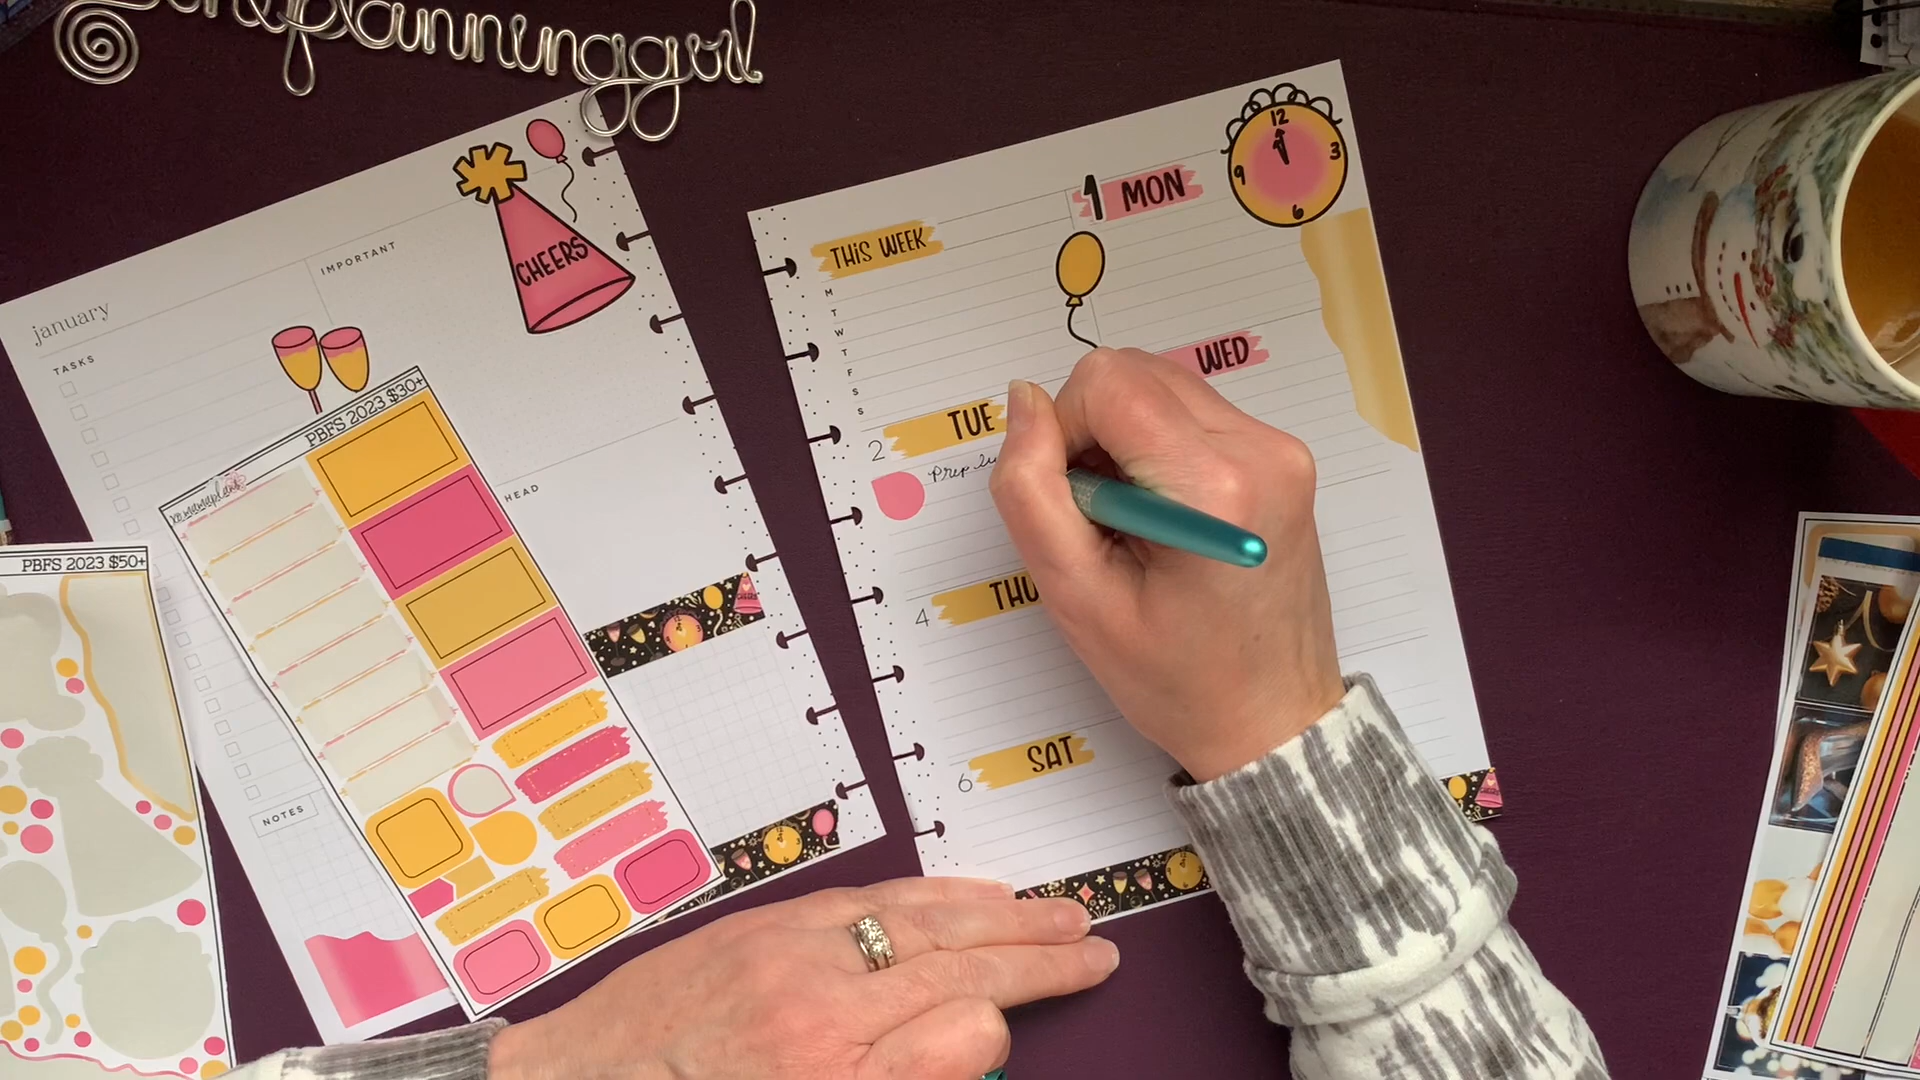 planninggirl
january
IMPORTANT
TASKS
CHEERS
HEAD
NOTES
PBFS 2023 $30+
PBFS 2023 $50+
THIS WEEK
M
T
W
T
F
S
S
1 MON
12
3
6
9
WED
2 TUE
Prep
4 THU
6 SAT